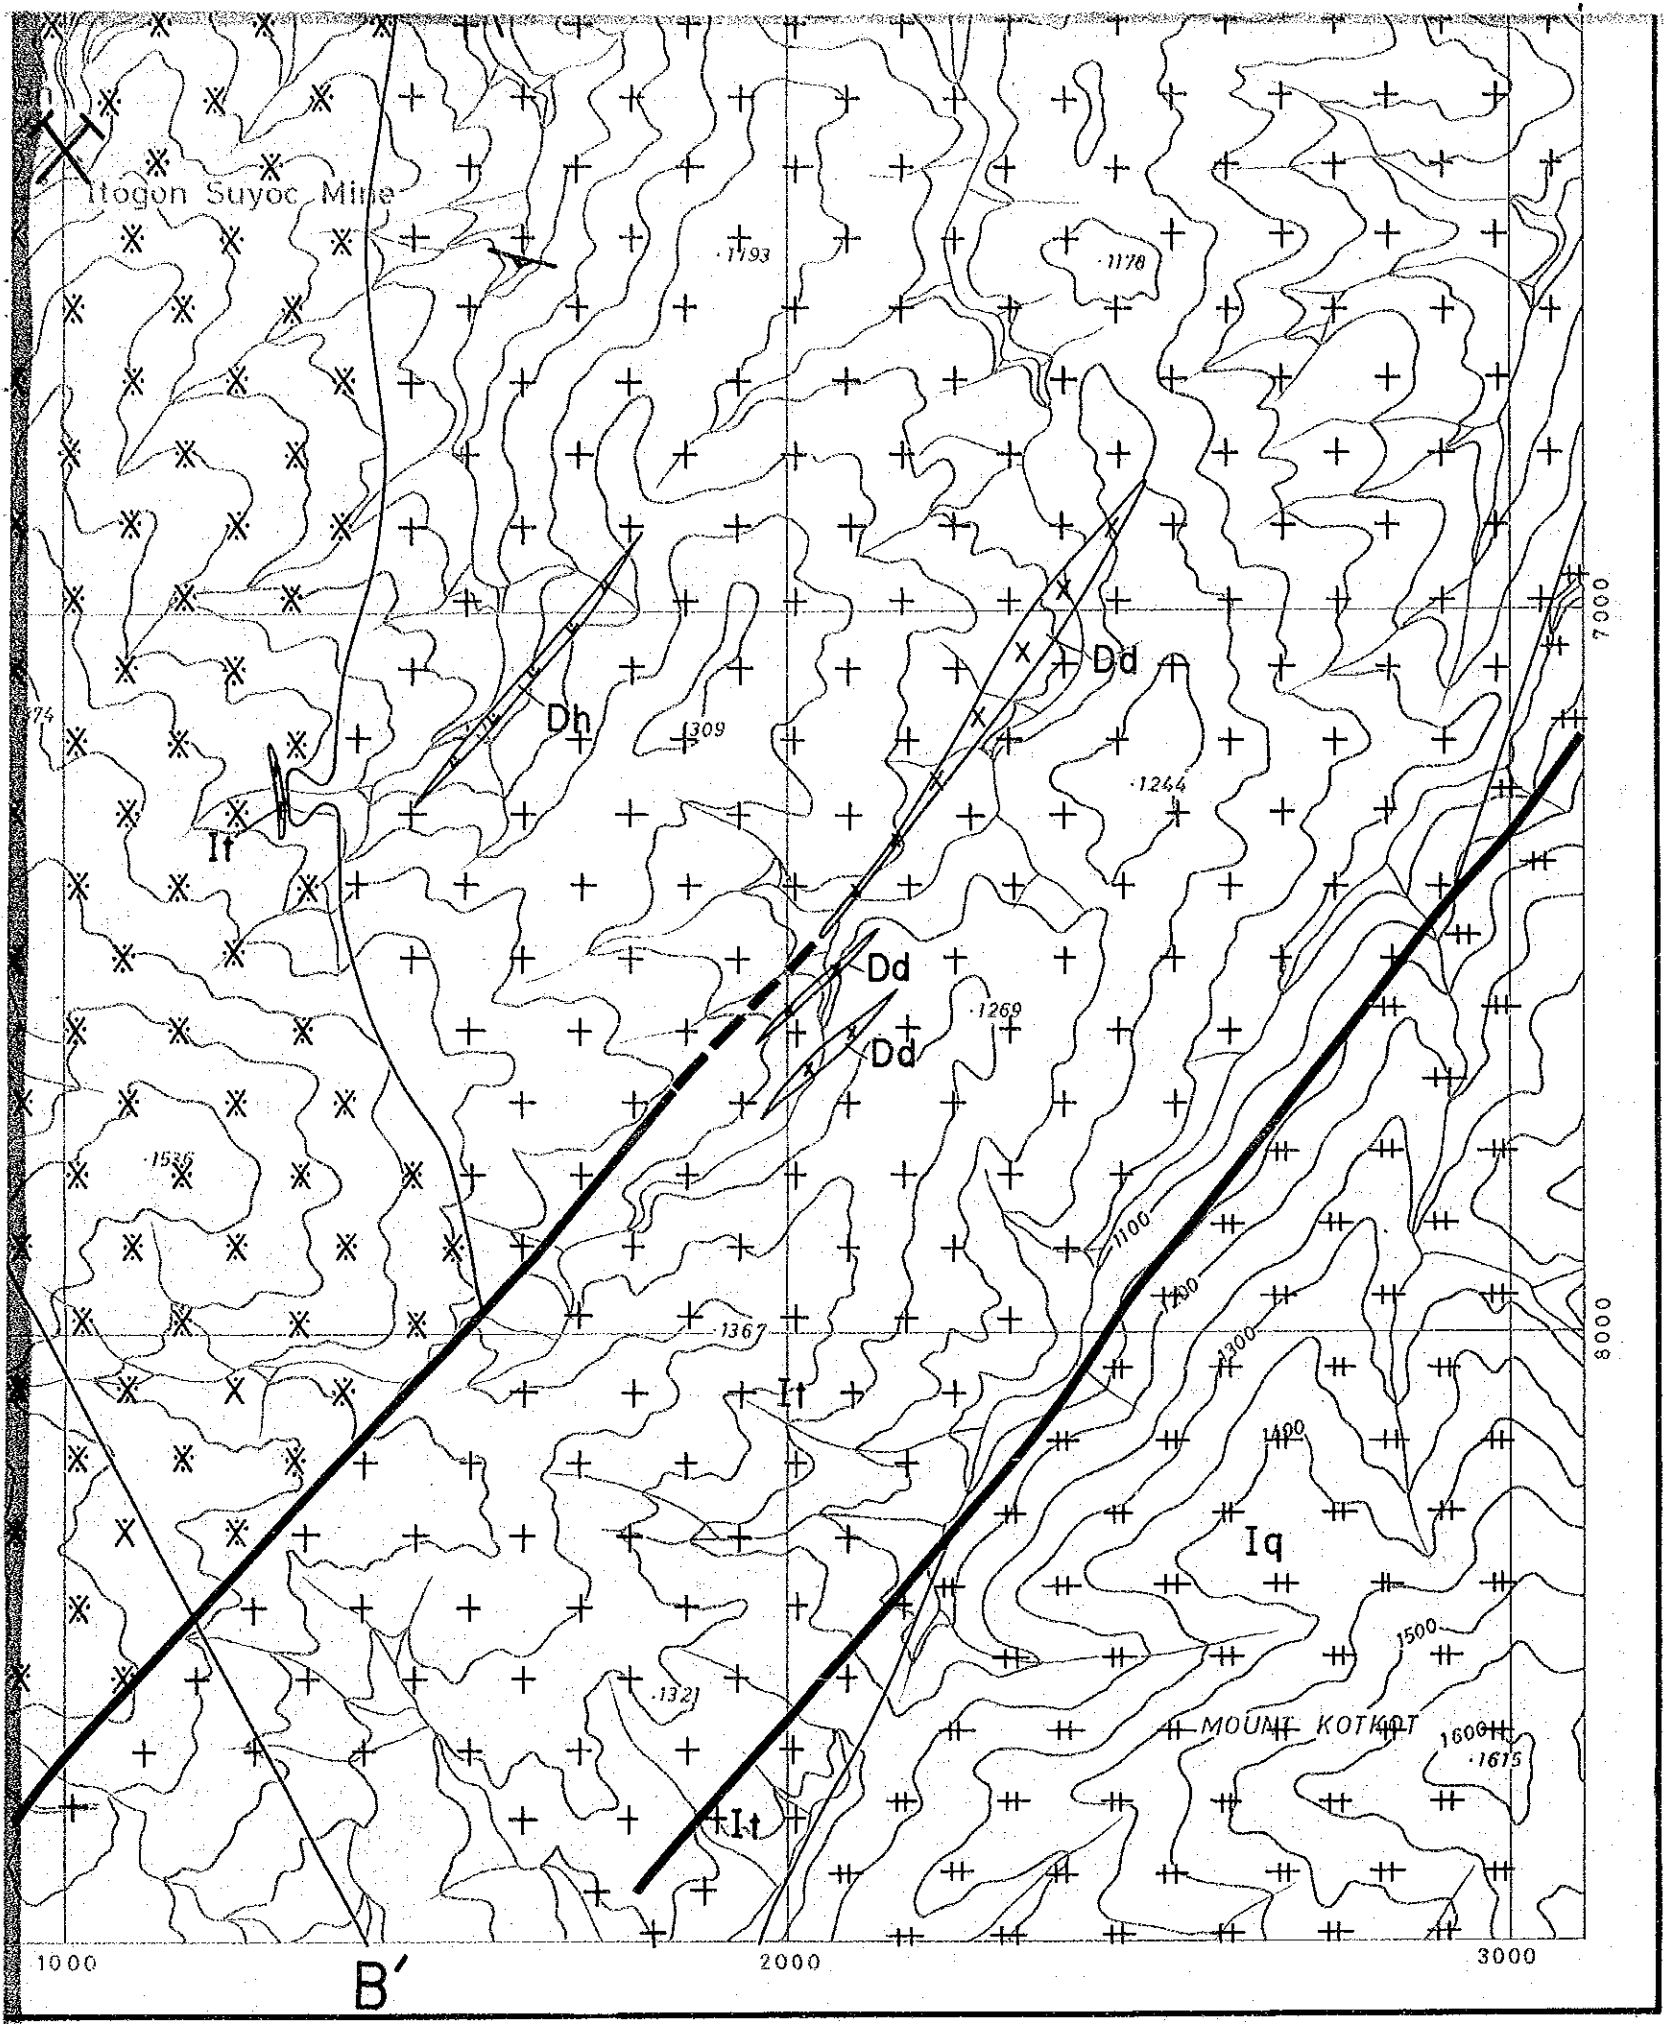 Itogon Suyoc Mine
·1193
·1178
7000
Dd
Dh
1309
·1244
It
Dd
·1269
Dd
·1536
1100
1200
8000
1300
·1367
It
1400
Iq
1500
·1321
MOUNT KOTKOT
1600
·1615
It
1000
2000
3000
B′